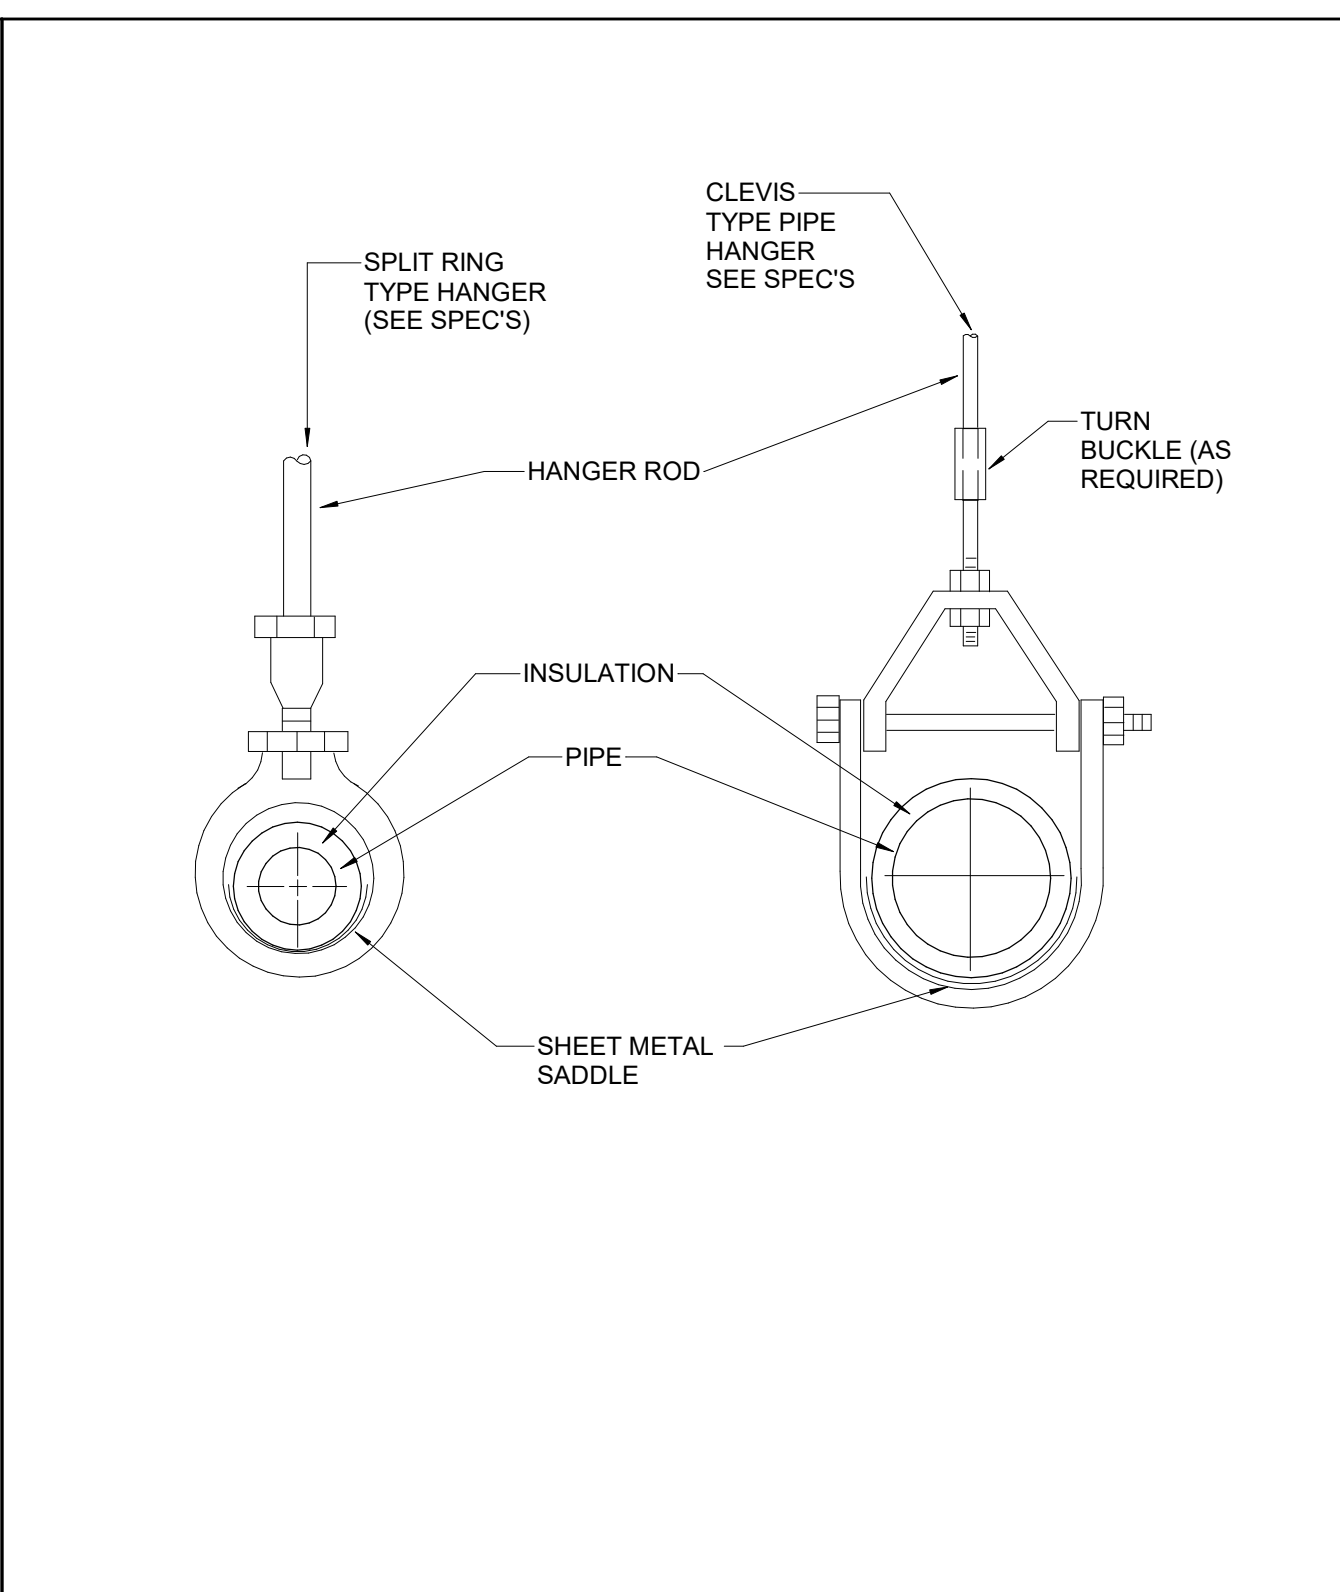 CLEVIS
TYPE PIPE
HANGER
SEE SPEC'S
SPLIT RING
TYPE HANGER
(SEE SPEC'S)
TURN
BUCKLE (AS
REQUIRED)
HANGER ROD
INSULATION
PIPE
SHEET METAL
SADDLE